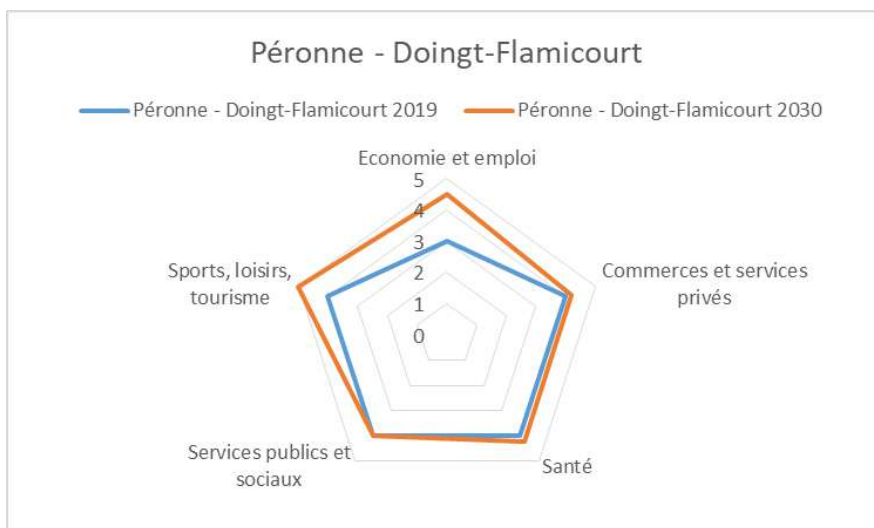 Péronne - Doingt-Flamicourt
Péronne - Doingt-Flamicourt 2019
Péronne - Doingt-Flamicourt 2030
Economie et emploi
5
4
3
2
1
0
Commerces et services
privés
Santé
Services publics et
sociaux
Sports, loisirs,
tourisme